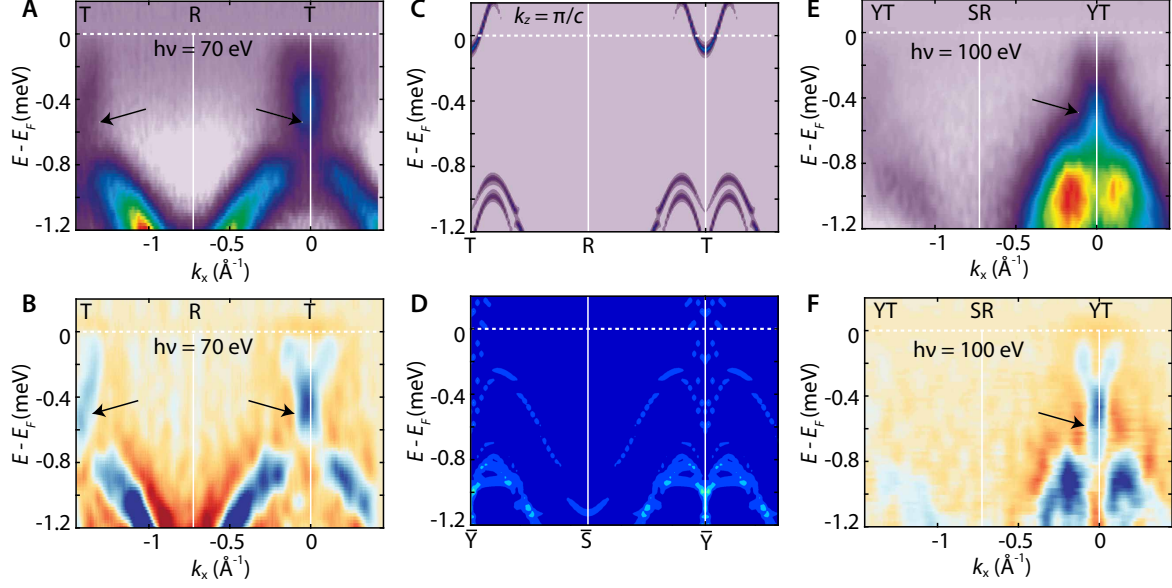 A
T R T
hν = 70 eV
0
-0.4
-0.8
-1.2
E - E_F (meV)
-1 -0.5 0
k_x (Å⁻¹)
B
T R T
hν = 70 eV
0
-0.4
-0.8
-1.2
E - E_F (meV)
-1 -0.5 0
k_x (Å⁻¹)
C
k_z = π/c
0
-0.4
-0.8
-1.2
E - E_F (meV)
T R T
D
0
-0.4
-0.8
-1.2
E - E_F (meV)
Ȳ S̄ Ȳ
E
YT SR YT
hν = 100 eV
0
-0.4
-0.8
-1.2
E - E_F (meV)
-1 -0.5 0
k_x (Å⁻¹)
F
YT SR YT
hν = 100 eV
0
-0.4
-0.8
-1.2
E - E_F (meV)
-1 -0.5 0
k_x (Å⁻¹)